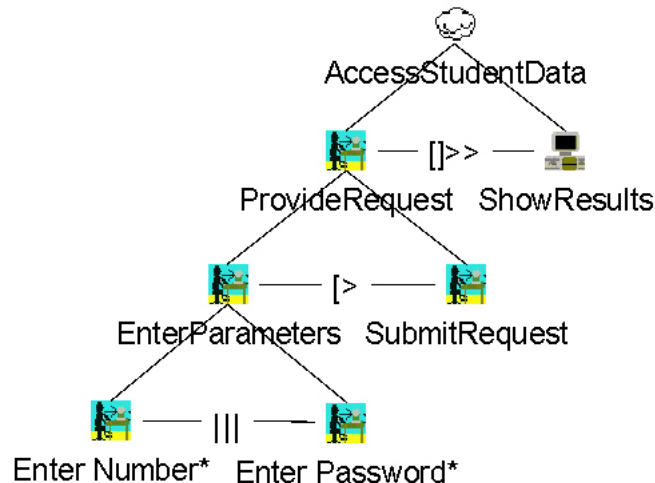 AccessStudentData
[]>>
ProvideRequest ShowResults
[>
EnterParameters SubmitRequest
|||
Enter Number* Enter Password*